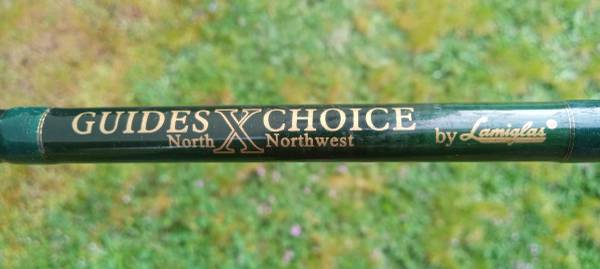 GUIDES X CHOICE
North Northwest
by Lamiglas